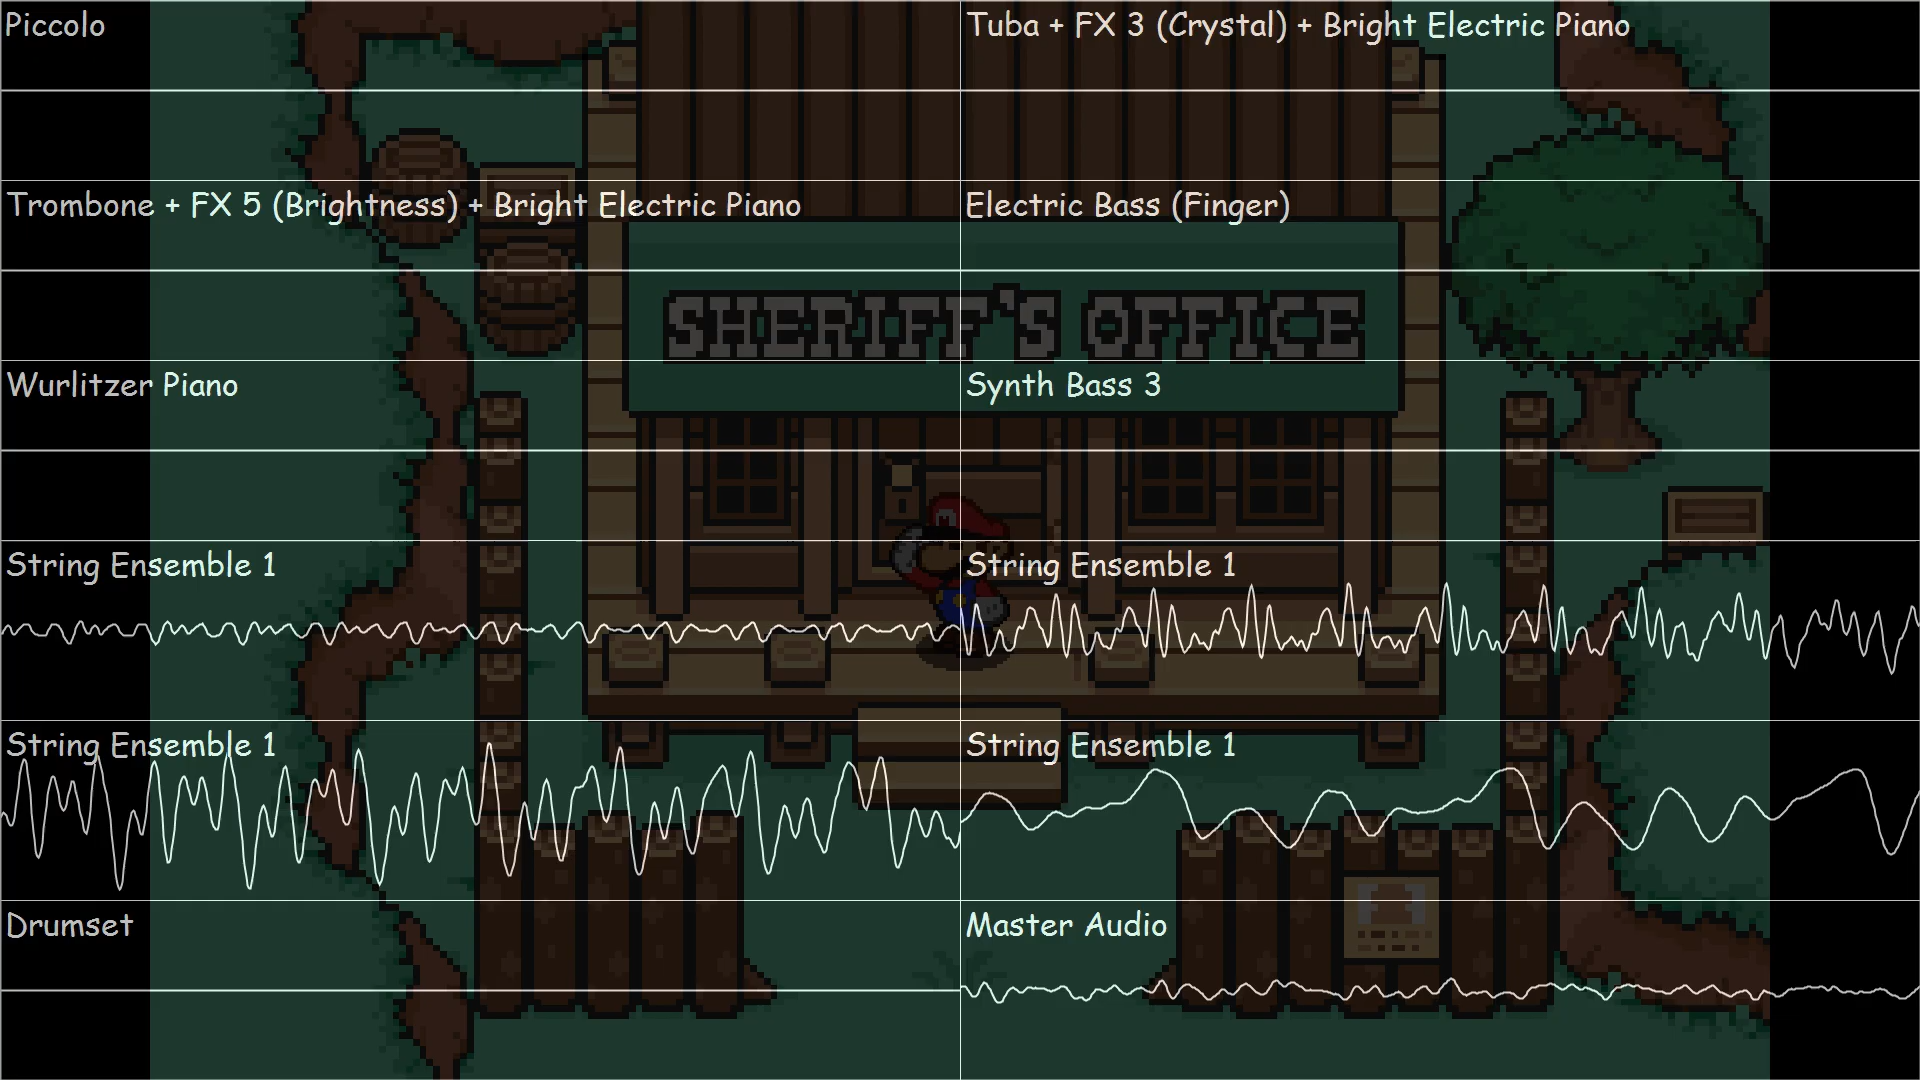 Piccolo
Tuba + FX 3 (Crystal) + Bright Electric Piano
Trombone + FX 5 (Brightness) + Bright Electric Piano
Electric Bass (Finger)
SHERIFF'S OFFICE
Wurlitzer Piano
Synth Bass 3
String Ensemble 1
String Ensemble 1
String Ensemble 1
String Ensemble 1
Drumset
Master Audio